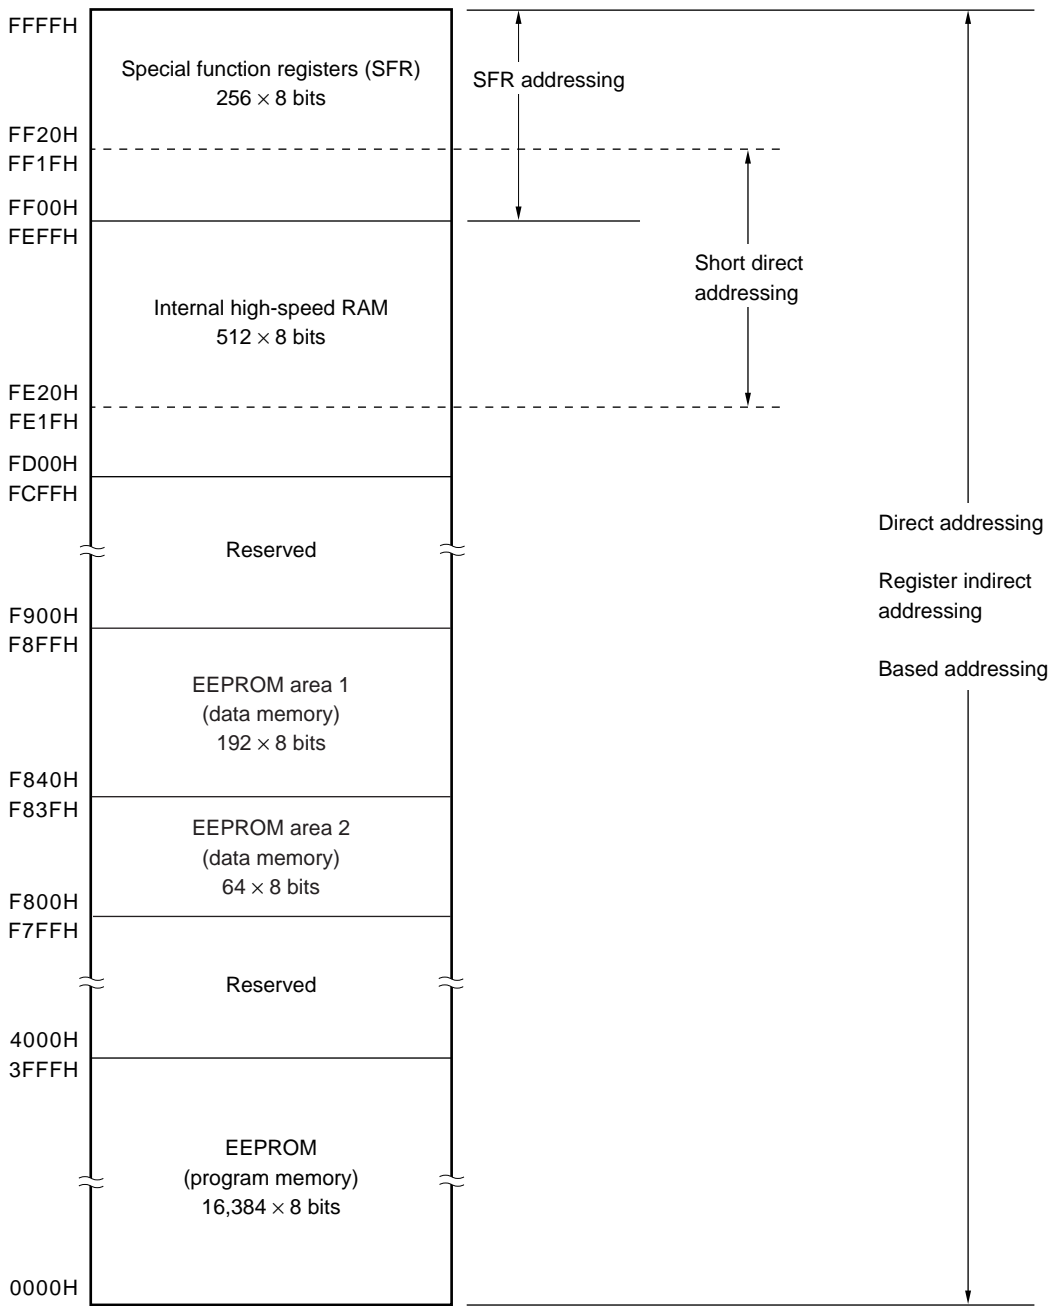 FFFFH
Special function registers (SFR)
256 × 8 bits
SFR addressing
FF20H
FF1FH
FF00H
FEFFH
Short direct
addressing
Internal high-speed RAM
512 × 8 bits
FE20H
FE1FH
FD00H
FCFFH
Direct addressing
Reserved
Register indirect
addressing
F900H
F8FFH
Based addressing
EEPROM area 1
(data memory)
192 × 8 bits
F840H
F83FH
EEPROM area 2
(data memory)
64 × 8 bits
F800H
F7FFH
Reserved
4000H
3FFFH
EEPROM
(program memory)
16,384 × 8 bits
0000H